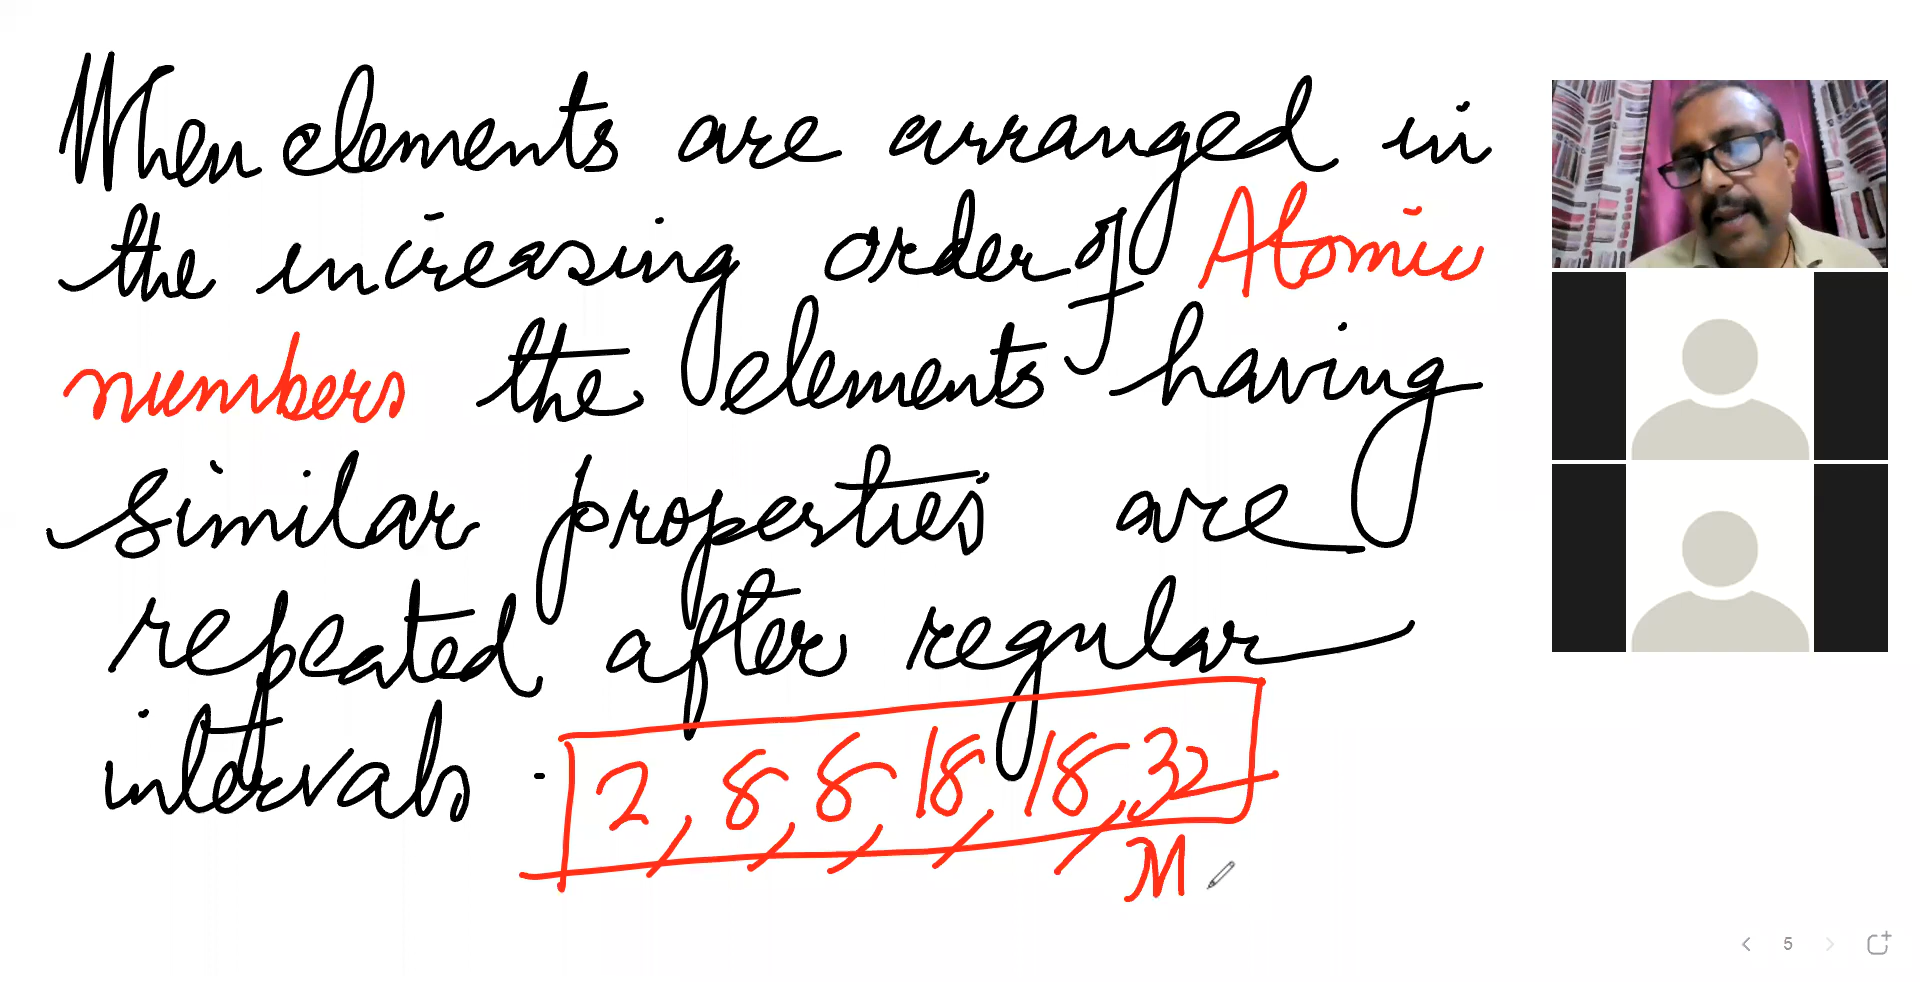 When elements are arranged in
the increasing order of Atomic
numbers the elements having
similar properties are
repeated after regular
intervals . 2, 8, 8, 18, 18, 32
M
5